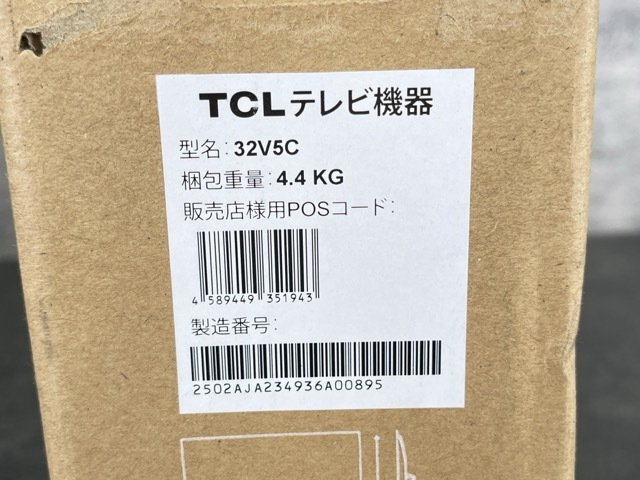 TCLテレビ機器
型名: 32V5C
梱包重量: 4.4 KG
販売店様用POSコード:
4 589449 351943
製造番号:
2502AJA234936A00895